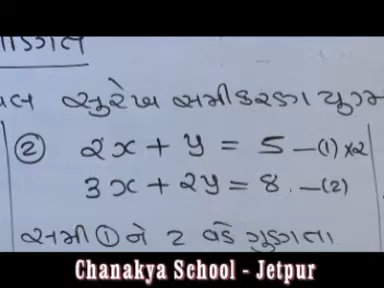 સુરેખ સમીકરણ યુગ્મ
② 2x + y = 5 —(1) ×2
3x + 2y = 8. —(2)
સમી ① ને 2 વડે ગુણતા
Chanakya School - Jetpur